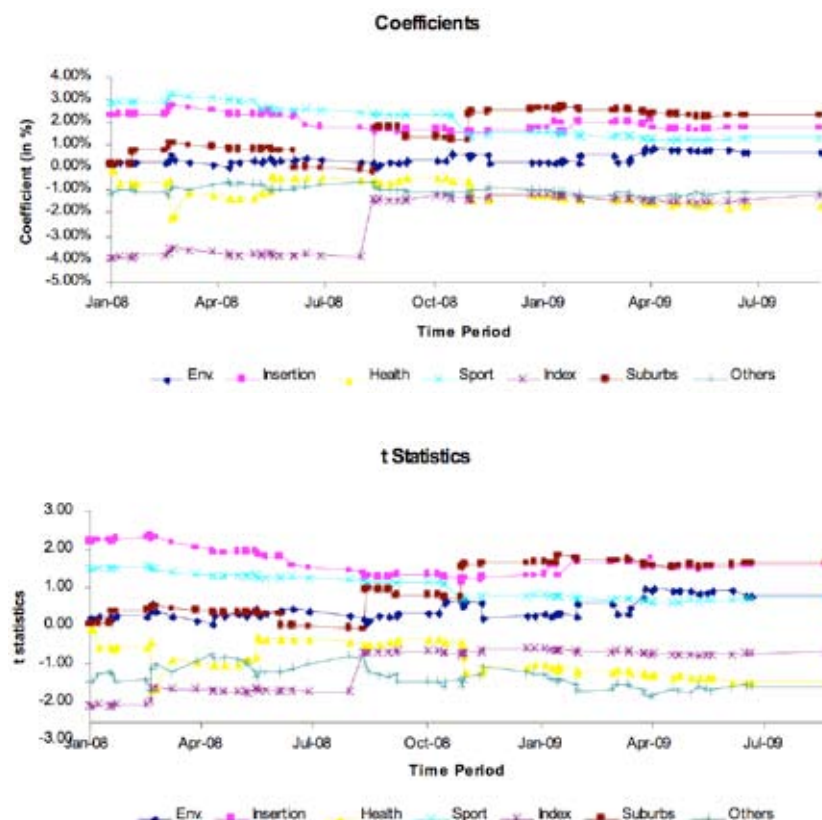 Coefficients
4.00%
3.00%
2.00%
1.00%
0.00%
-1.00%
-2.00%
-3.00%
-4.00%
-5.00%
Coefficient (in %)
Jan-08 Apr-08 Jul-08 Oct-08 Jan-09 Apr-09 Jul-09
Time Period
Env. Insertion Health Sport Index Suburbs Others
t Statistics
3.00
2.00
1.00
0.00
-1.00
-2.00
-3.00
t statistics
Jan-08 Apr-08 Jul-08 Oct-08 Jan-09 Apr-09 Jul-09
Time Period
Env. Insertion Health Sport Index Suburbs Others